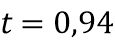 t = 0,94